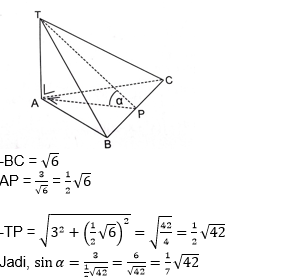 T
C
A
α
P
B
-BC = √6
AP = 3/√6 = 1/2 √6
-TP = √(3² + (1/2 √6)²) = √(42/4) = 1/2 √42
Jadi, sin α = 3/(1/2 √42) = 6/√42 = 1/7 √42